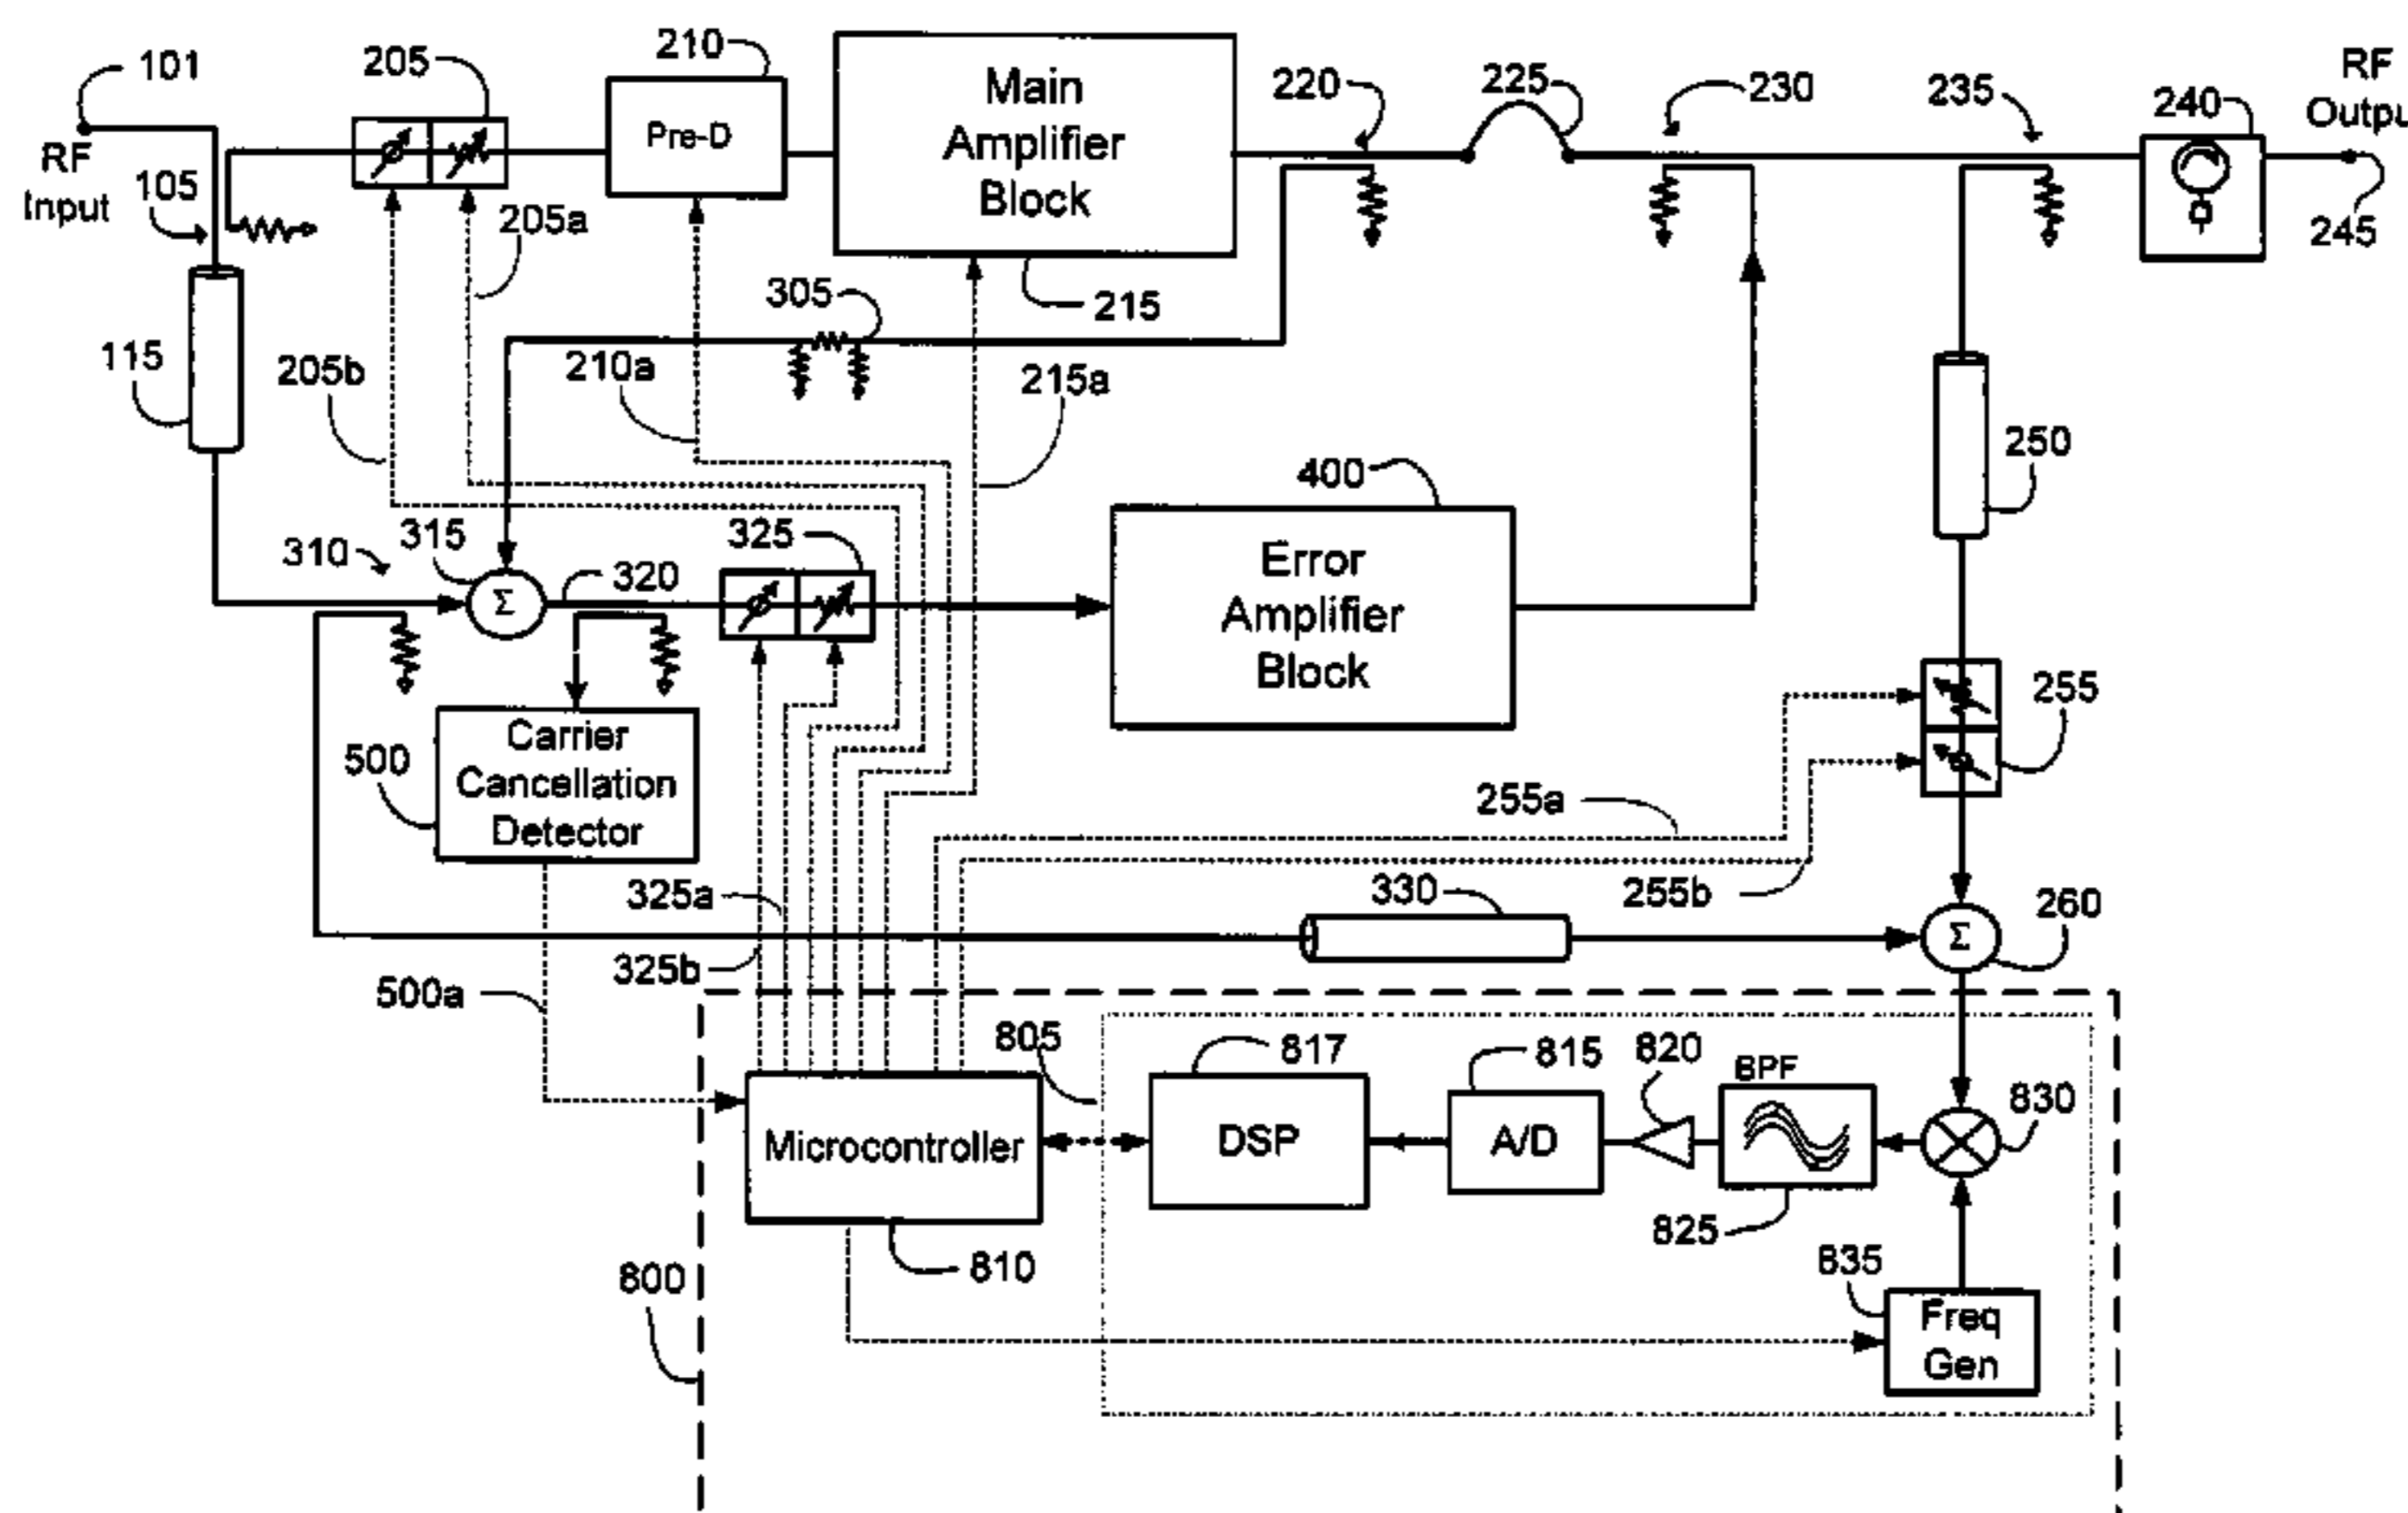 101
RF
Input
105
205
210
Pre-D
Main
Amplifier
Block
215
220
225
230
235
240
RF
Outpu
245
205a
305
115
205b
210a
215a
250
400
310
315
Σ
320
325
Error
Amplifier
Block
255
500
Carrier
Cancellation
Detector
255a
255b
325a
330
260
Σ
325b
500a
805
817
815
820
BPF
830
Microcontroller
DSP
A/D
825
810
800
835
Freq
Gen